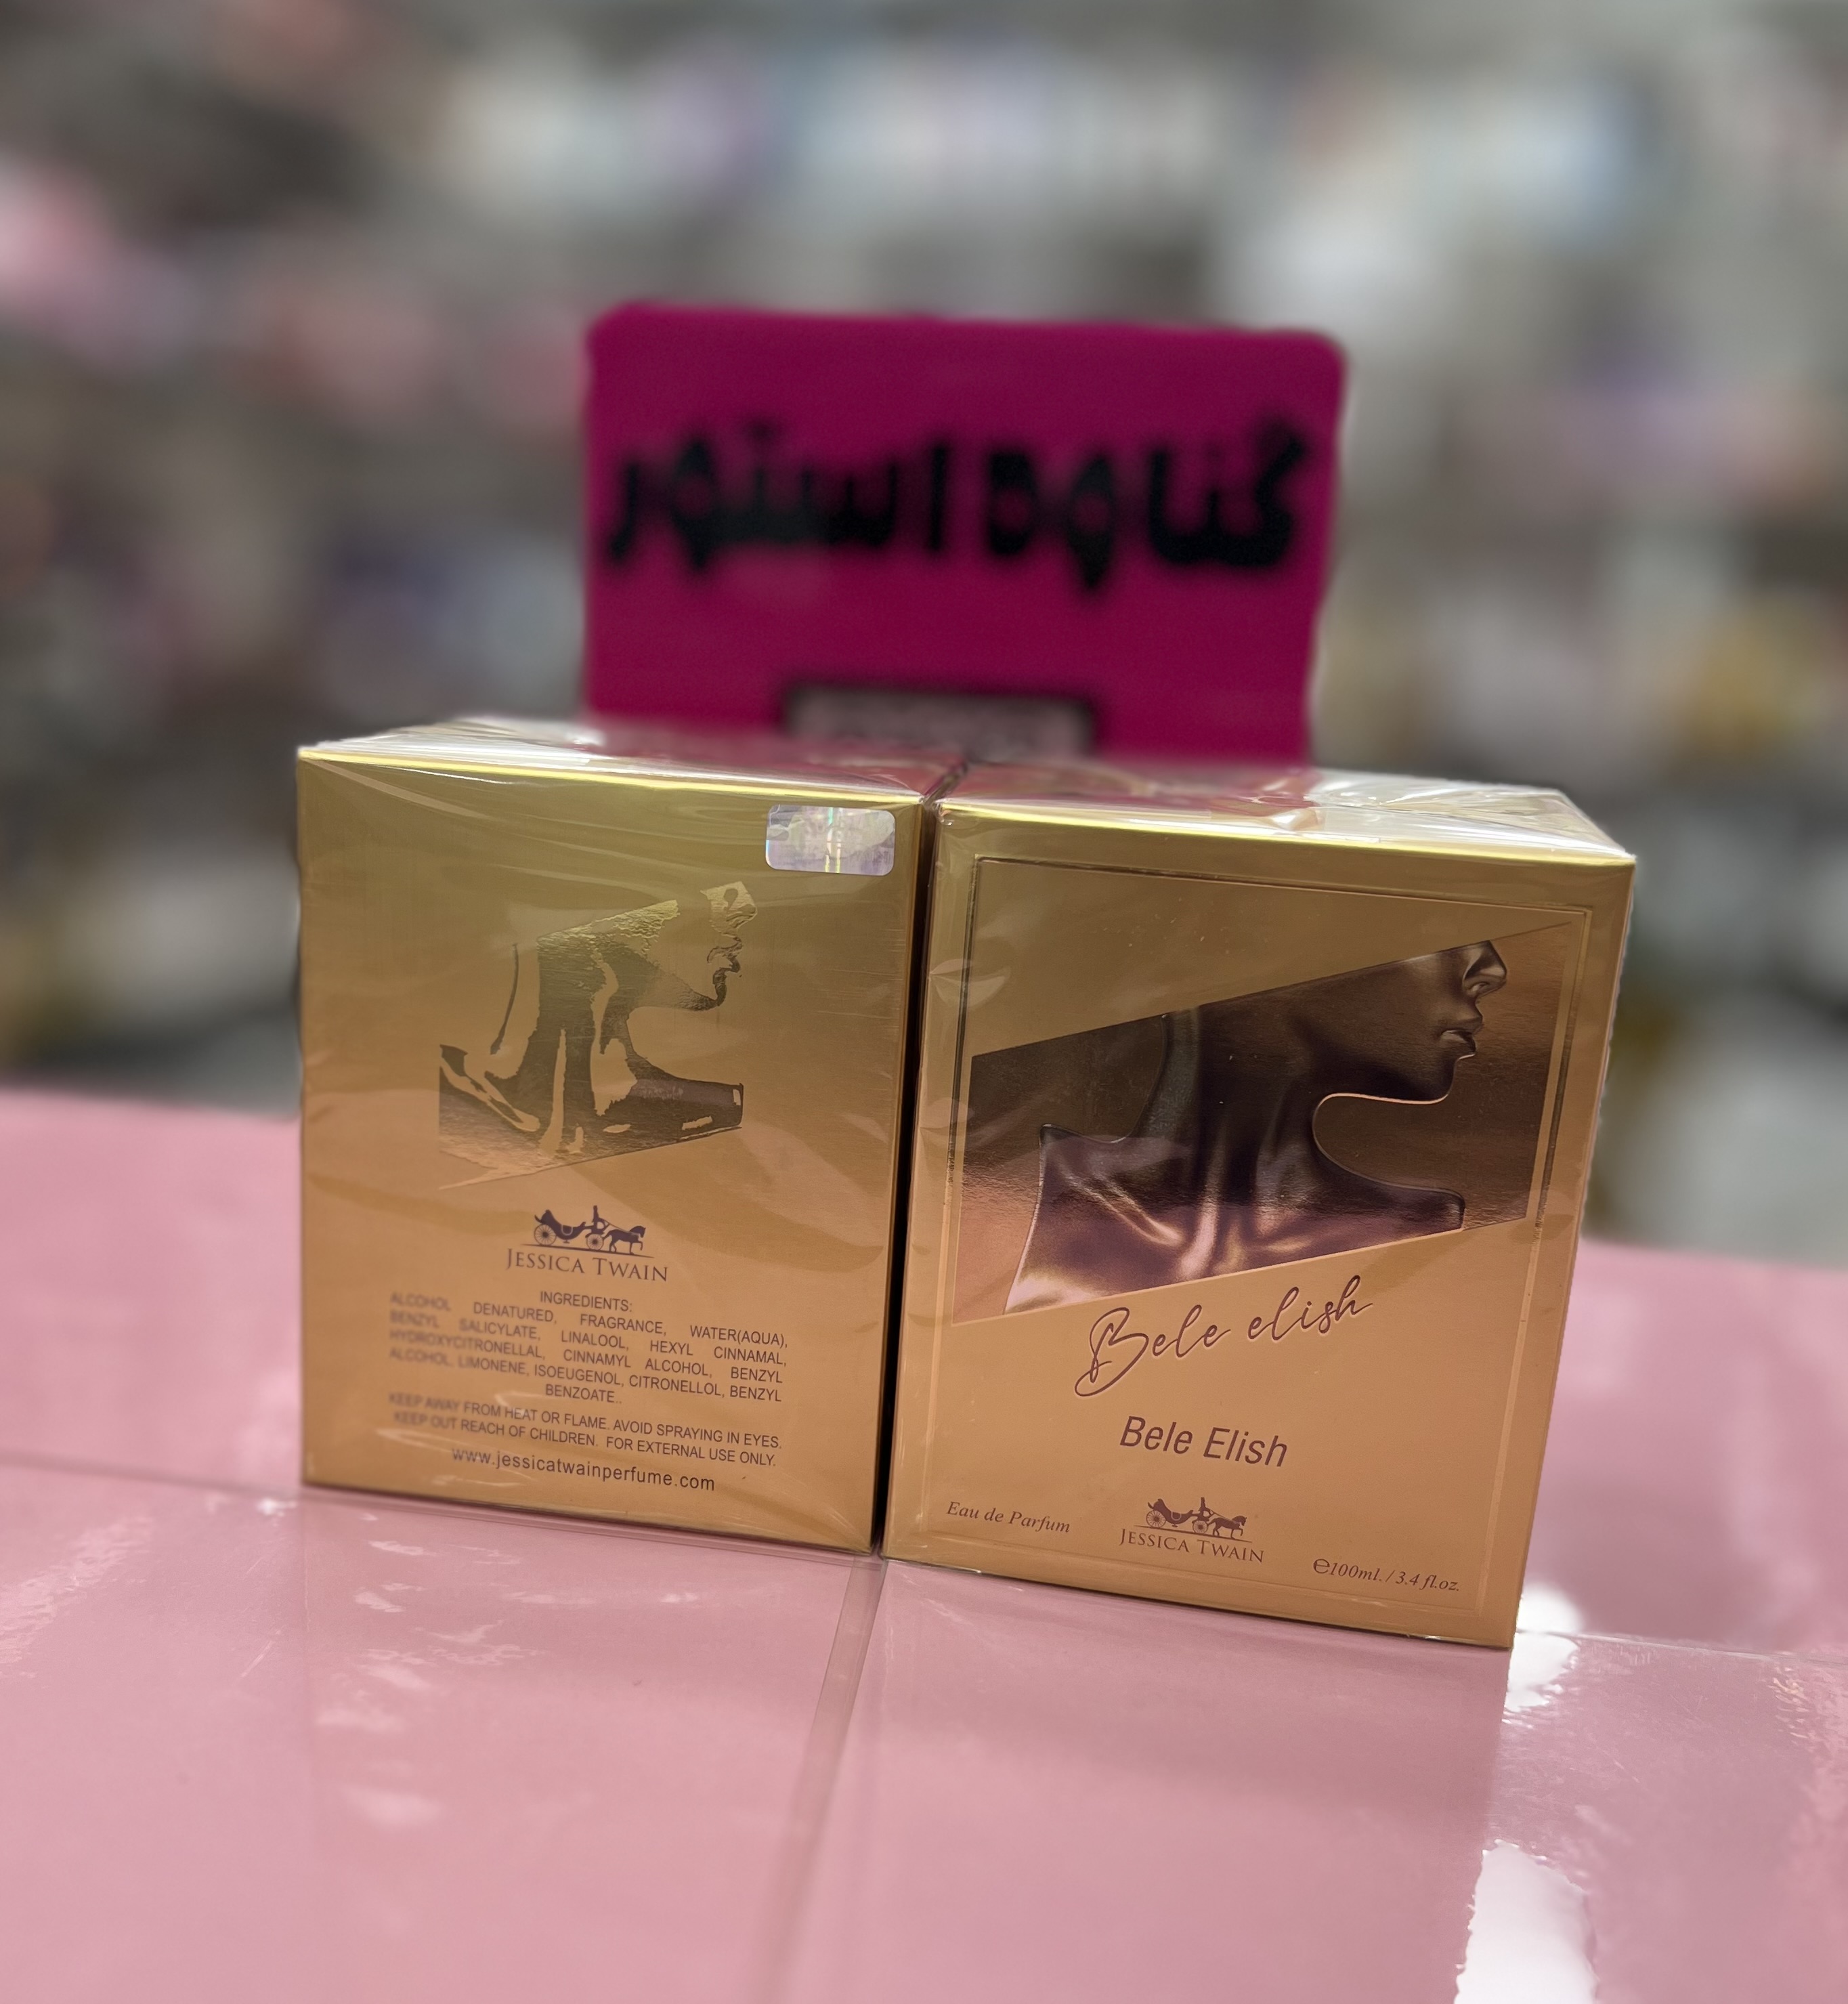 گناوه استور
JESSICA TWAIN
INGREDIENTS:
ALCOHOL DENATURED, FRAGRANCE, WATER(AQUA),
BENZYL SALICYLATE, LINALOOL, HEXYL CINNAMAL,
HYDROXYCITRONELLAL, CINNAMYL ALCOHOL, BENZYL
ALCOHOL, LIMONENE, ISOEUGENOL, CITRONELLOL, BENZYL
BENZOATE..
KEEP AWAY FROM HEAT OR FLAME. AVOID SPRAYING IN EYES.
KEEP OUT REACH OF CHILDREN. FOR EXTERNAL USE ONLY.
www.jessicatwainperfume.com
Bele elish
Bele Elish
Eau de Parfum
JESSICA TWAIN
℮100ml. / 3.4 fl.oz.